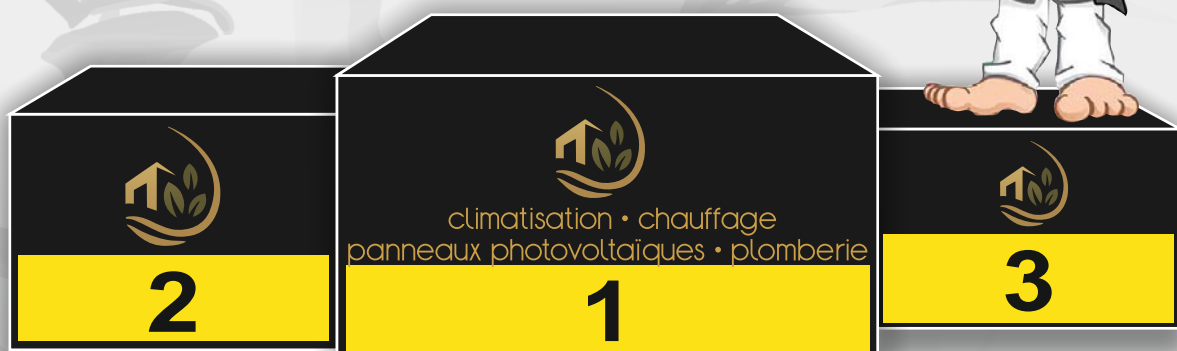 climatisation • chauffage
panneaux photovoltaïques • plomberie
2
1
3